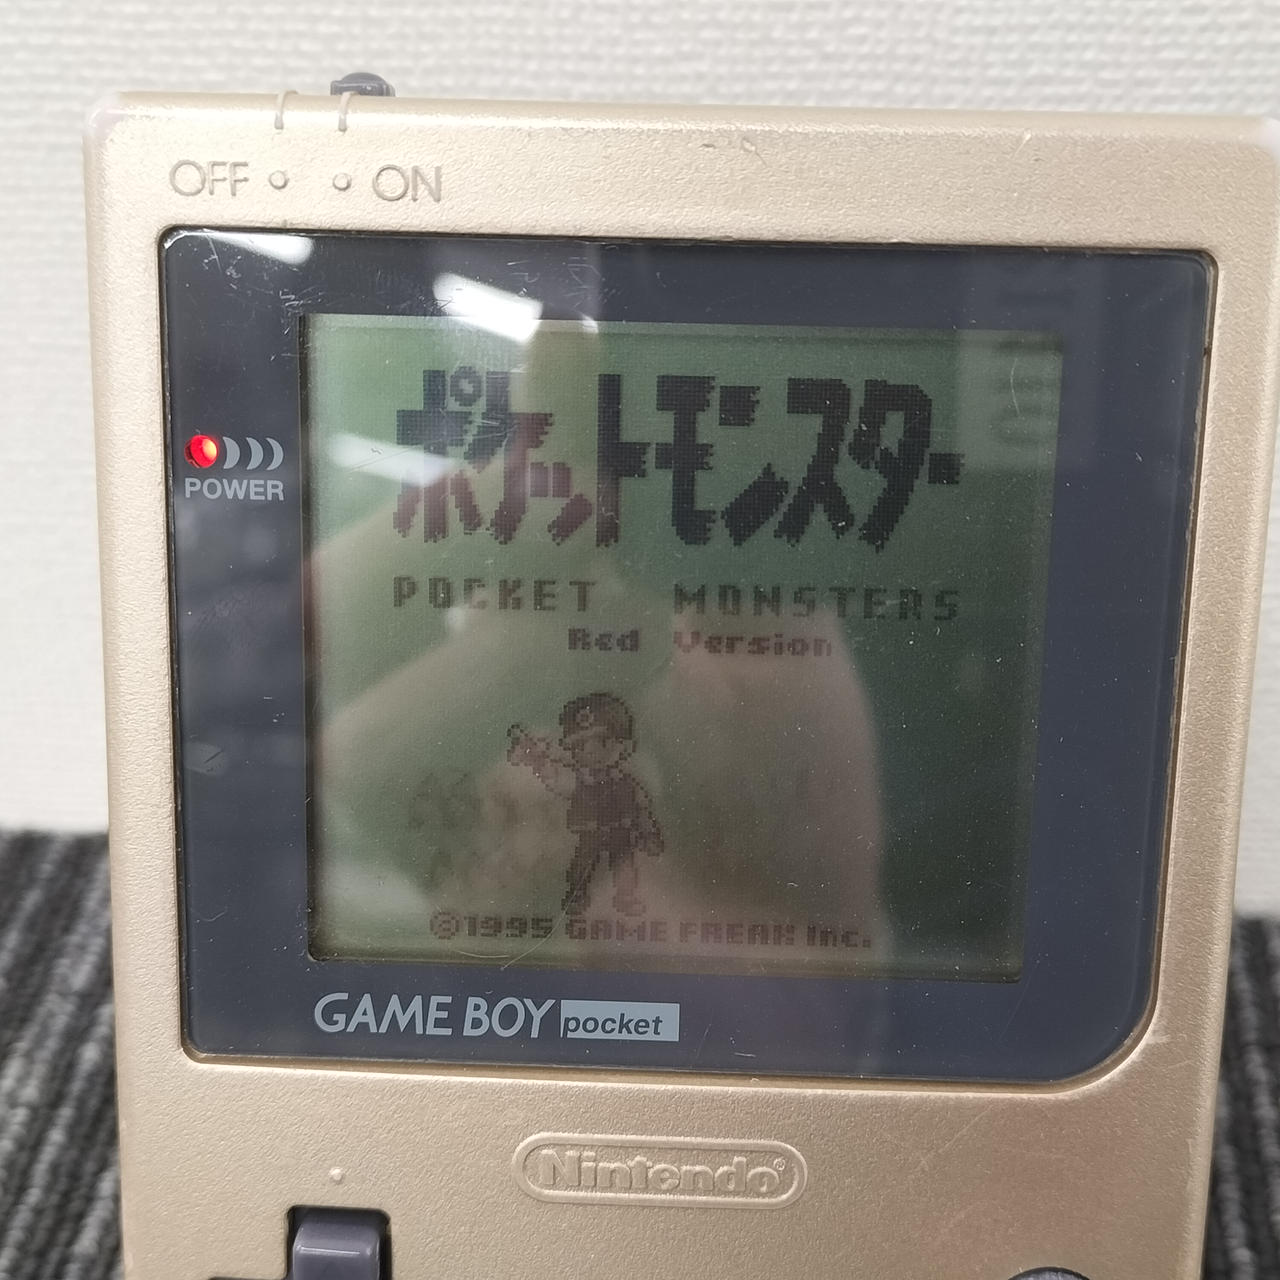 OFF ON
POWER
ポケットモンスター
POCKET MONSTERS
Red Version
©1995 GAME FREAK inc.
GAME BOY pocket
Nintendo®